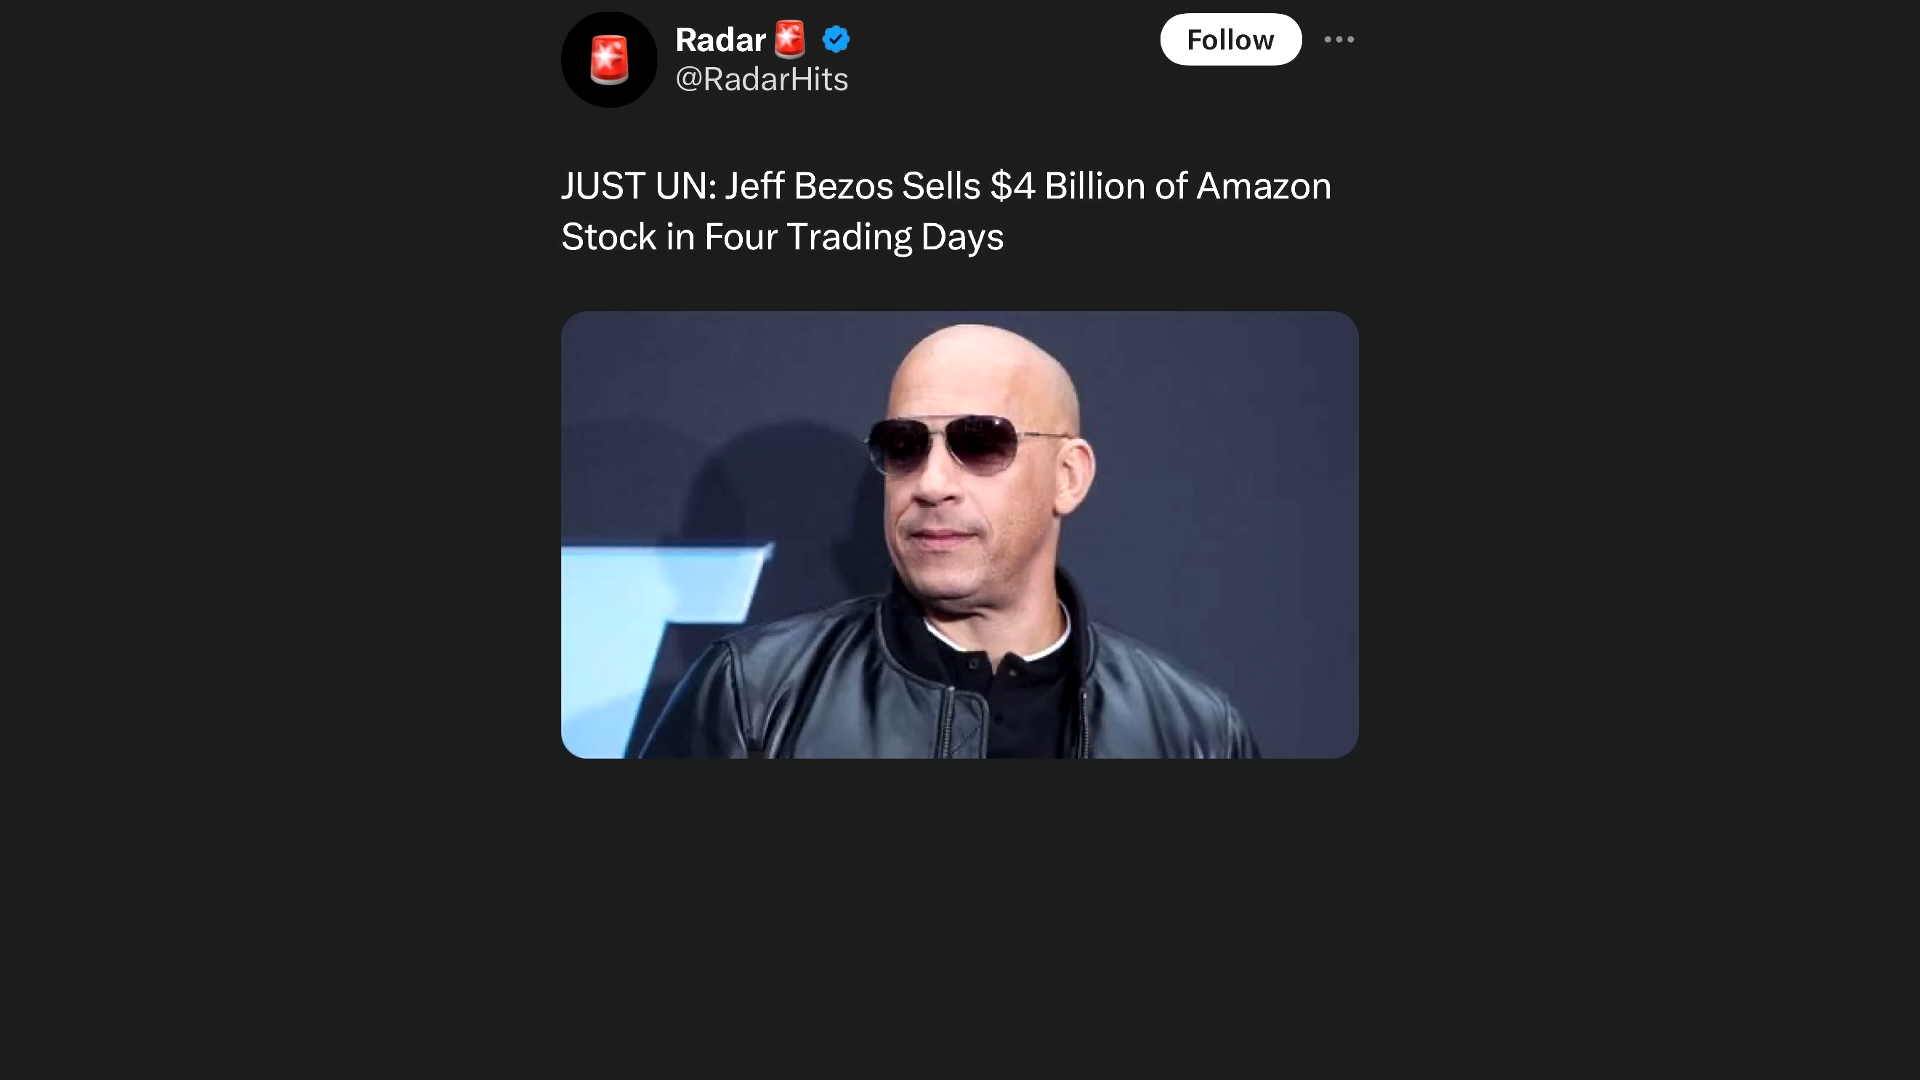 Radar🚨
@RadarHits
Follow
JUST UN: Jeff Bezos Sells $4 Billion of Amazon
Stock in Four Trading Days